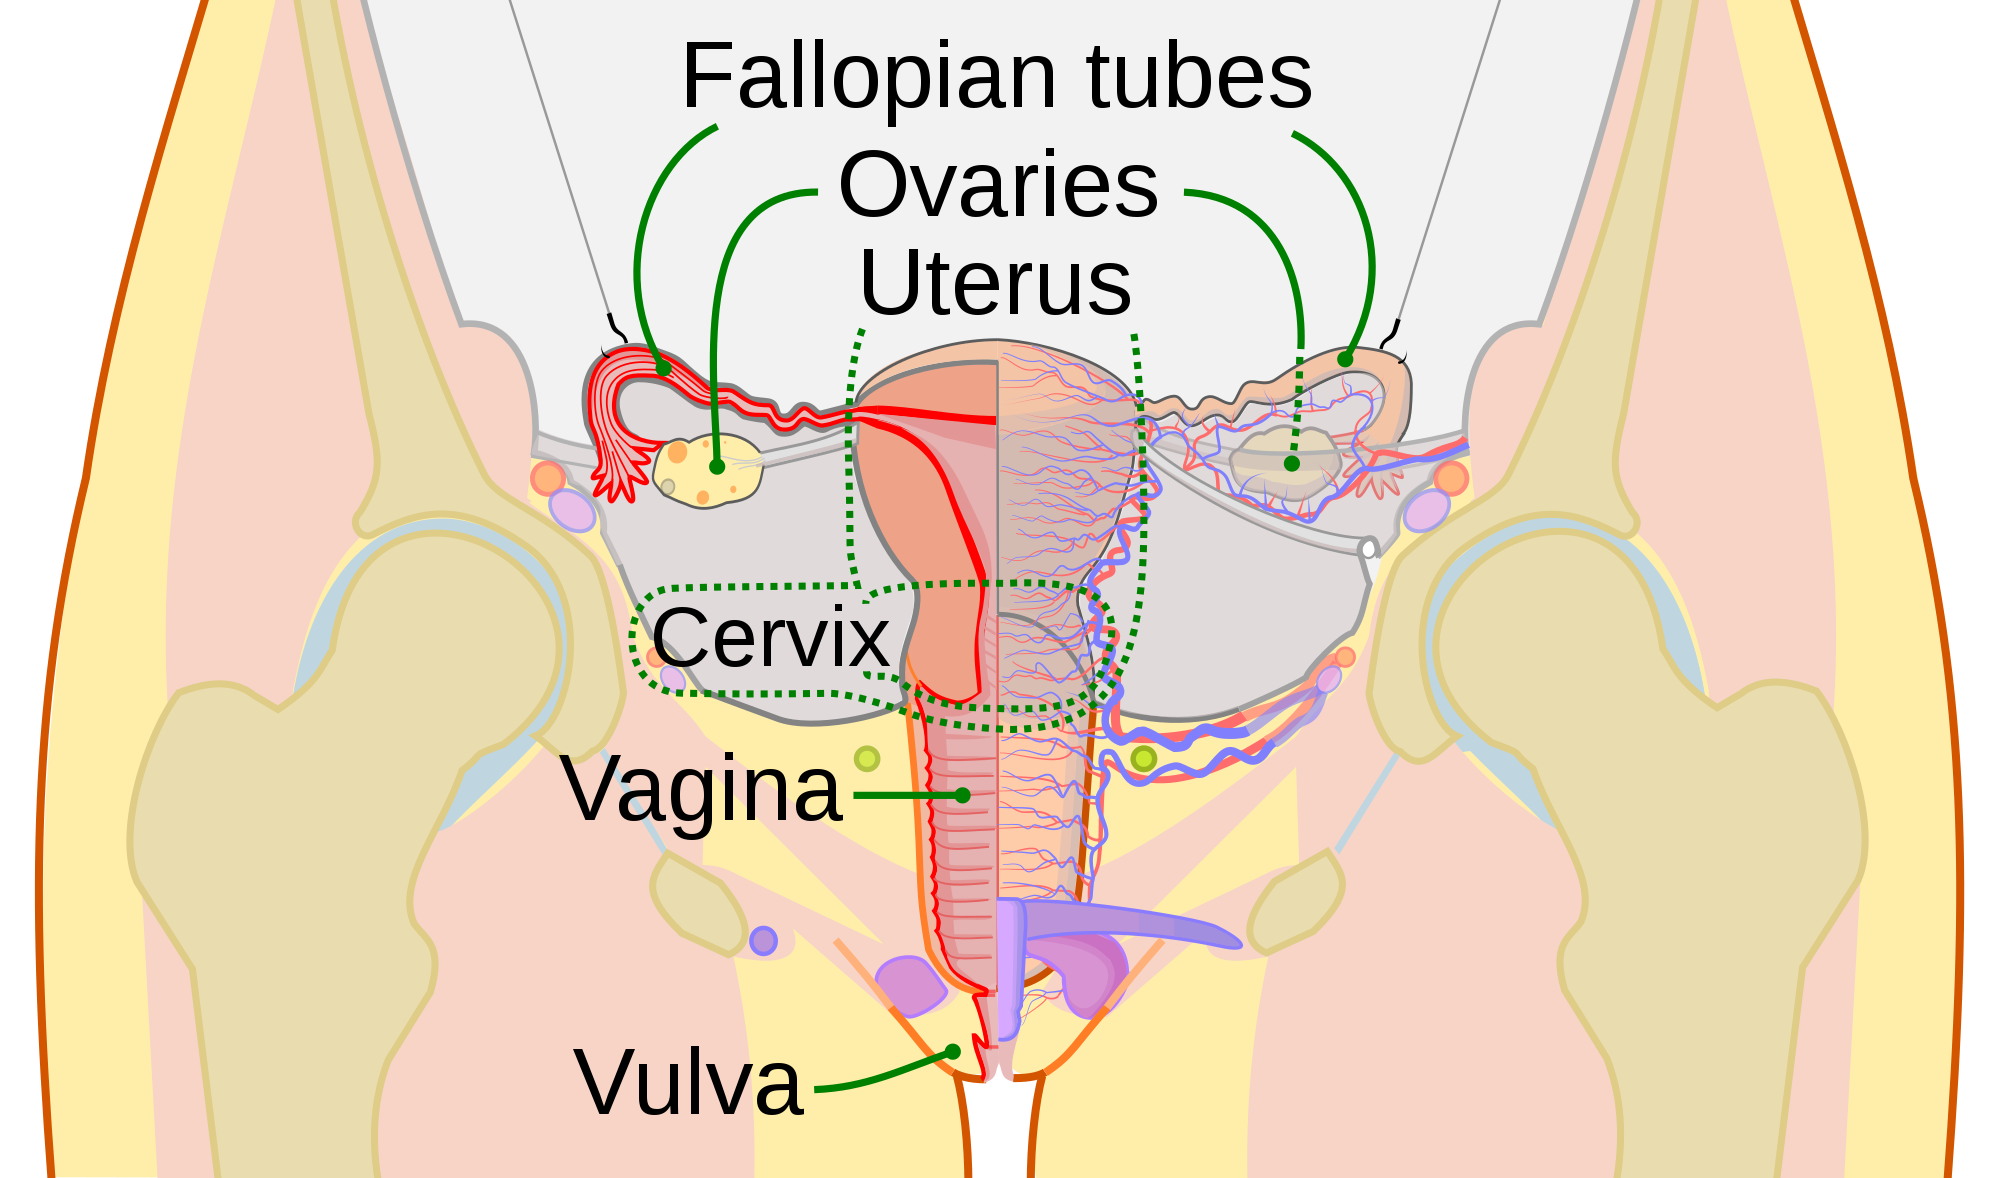 Fallopian tubes
Ovaries
Uterus
Cervix
Vagina
Vulva